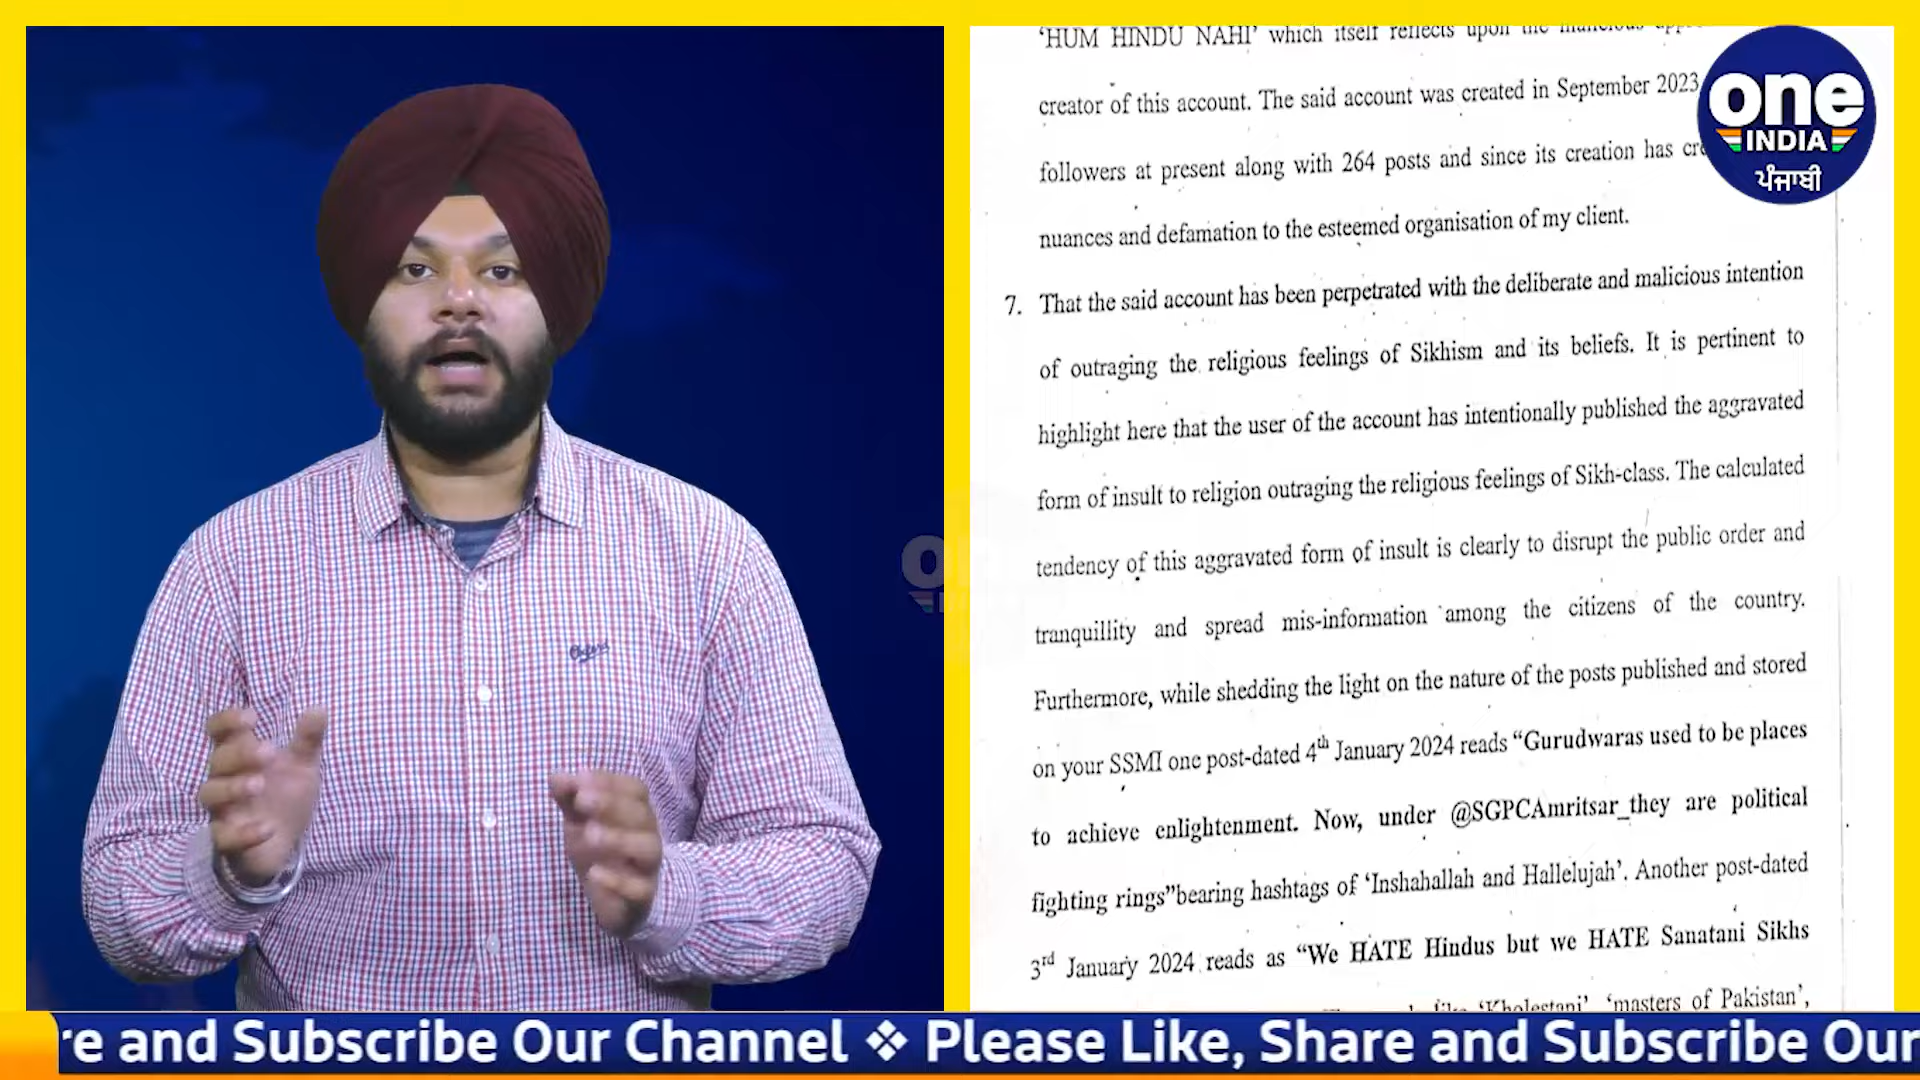 'HUM HINDU NAHI' which itself reflects upon the malicious
creator of this account. The said account was created in September 2023
followers at present along with 264 posts and since its creation has
nuances and defamation to the esteemed organisation of my client.
7. That the said account has been perpetrated with the deliberate and malicious intention
of outraging the religious feelings of Sikhism and its beliefs. It is pertinent to
highlight here that the user of the account has intentionally published the aggravated
form of insult to religion outraging the religious feelings of Sikh-class. The calculated
tendency of this aggravated form of insult is clearly to disrupt the public order and
tranquillity and spread mis-information among the citizens of the country.
Furthermore, while shedding the light on the nature of the posts published and stored
on your SSMI one post-dated 4th January 2024 reads "Gurudwaras used to be places
to achieve enlightenment. Now, under @SGPCAmritsar_they are political
fighting rings"bearing hashtags of 'Inshahallah and Hallelujah'. Another post-dated
3rd January 2024 reads as "We HATE Hindus but we HATE Sanatani Sikhs
'Kholestani' 'masters of Pakistan',
one
INDIA
ਪੰਜਾਬੀ
Oxford
re and Subscribe Our Channel ❖ Please Like, Share and Subscribe Our